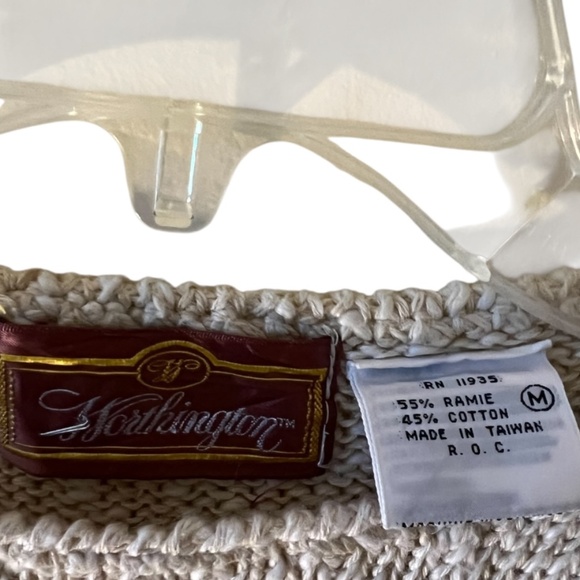 Worthington™
RN 11935
55% RAMIE
45% COTTON
M
MADE IN TAIWAN
R. O. C.